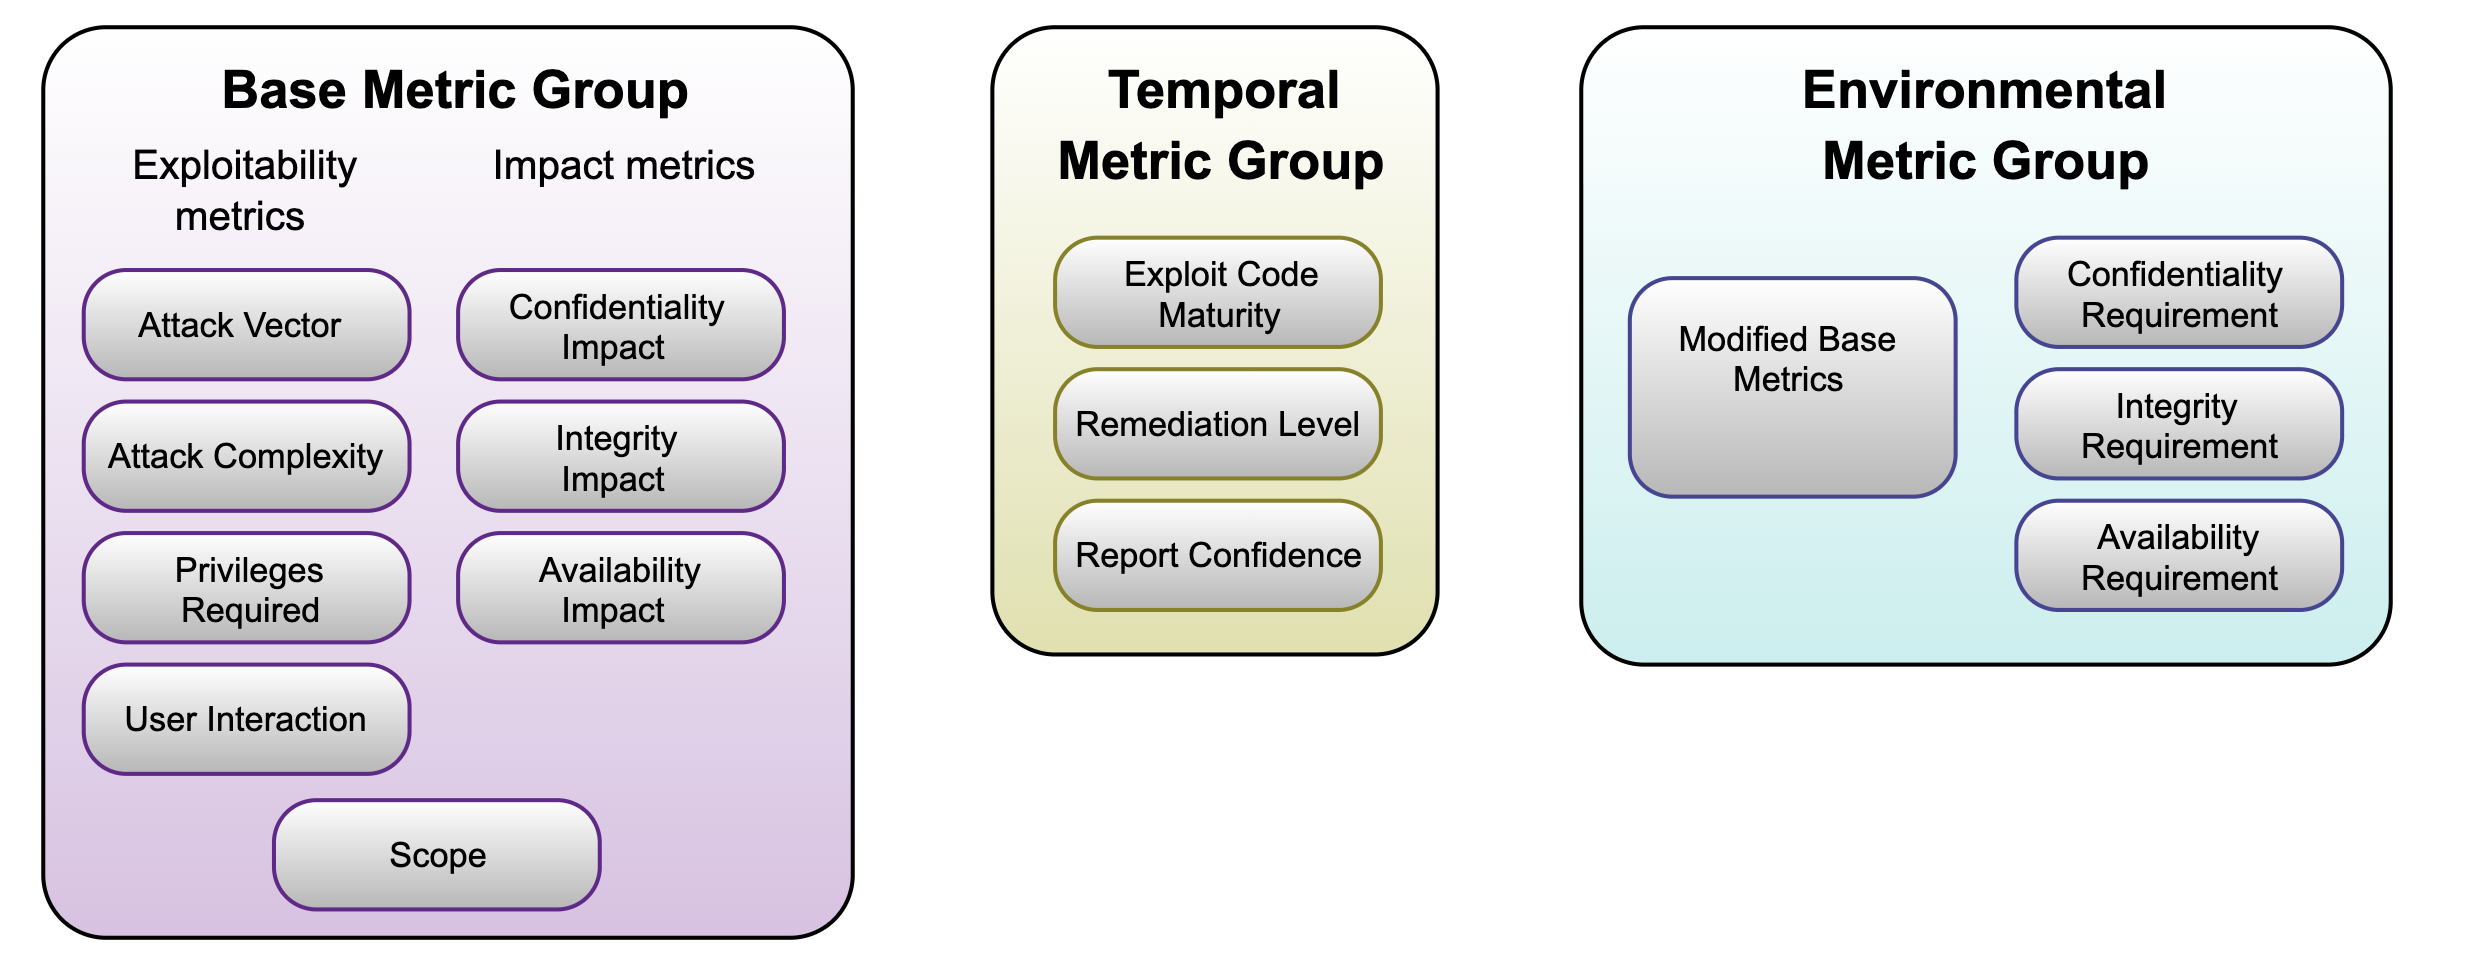 Base Metric Group
Exploitability
metrics
Impact metrics
Attack Vector
Attack Complexity
Privileges
Required
User Interaction
Confidentiality
Impact
Integrity
Impact
Availability
Impact
Scope
Temporal
Metric Group
Exploit Code
Maturity
Remediation Level
Report Confidence
Environmental
Metric Group
Modified Base
Metrics
Confidentiality
Requirement
Integrity
Requirement
Availability
Requirement